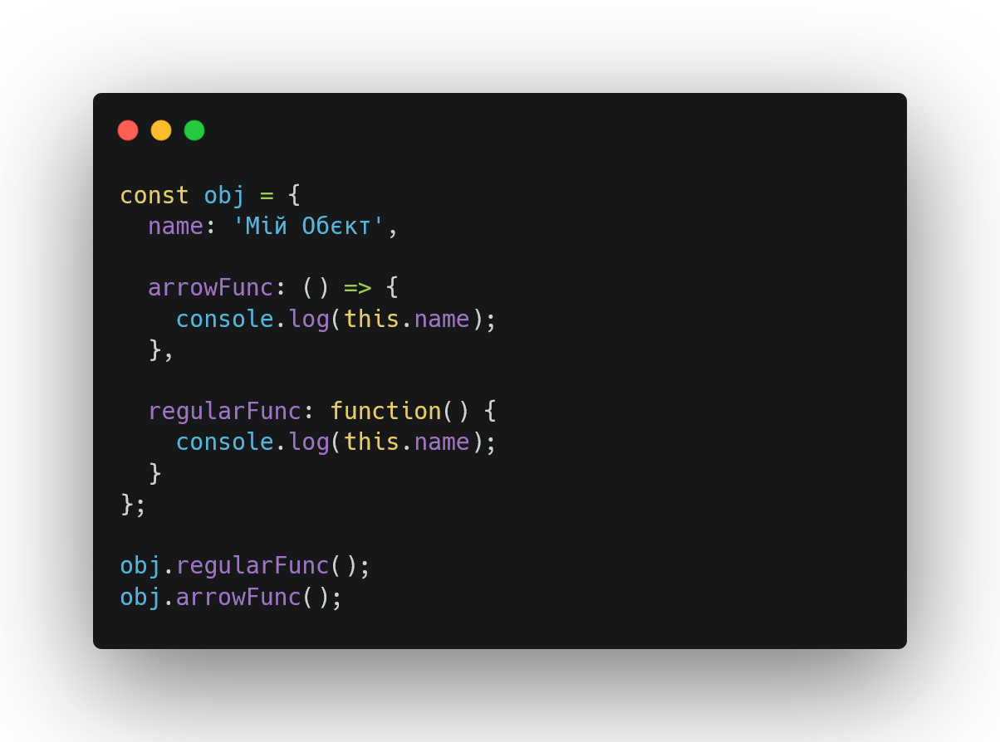 const obj = {
  name: 'Мій Обєкт',

  arrowFunc: () => {
    console.log(this.name);
  },

  regularFunc: function() {
    console.log(this.name);
  }
};

obj.regularFunc();
obj.arrowFunc();